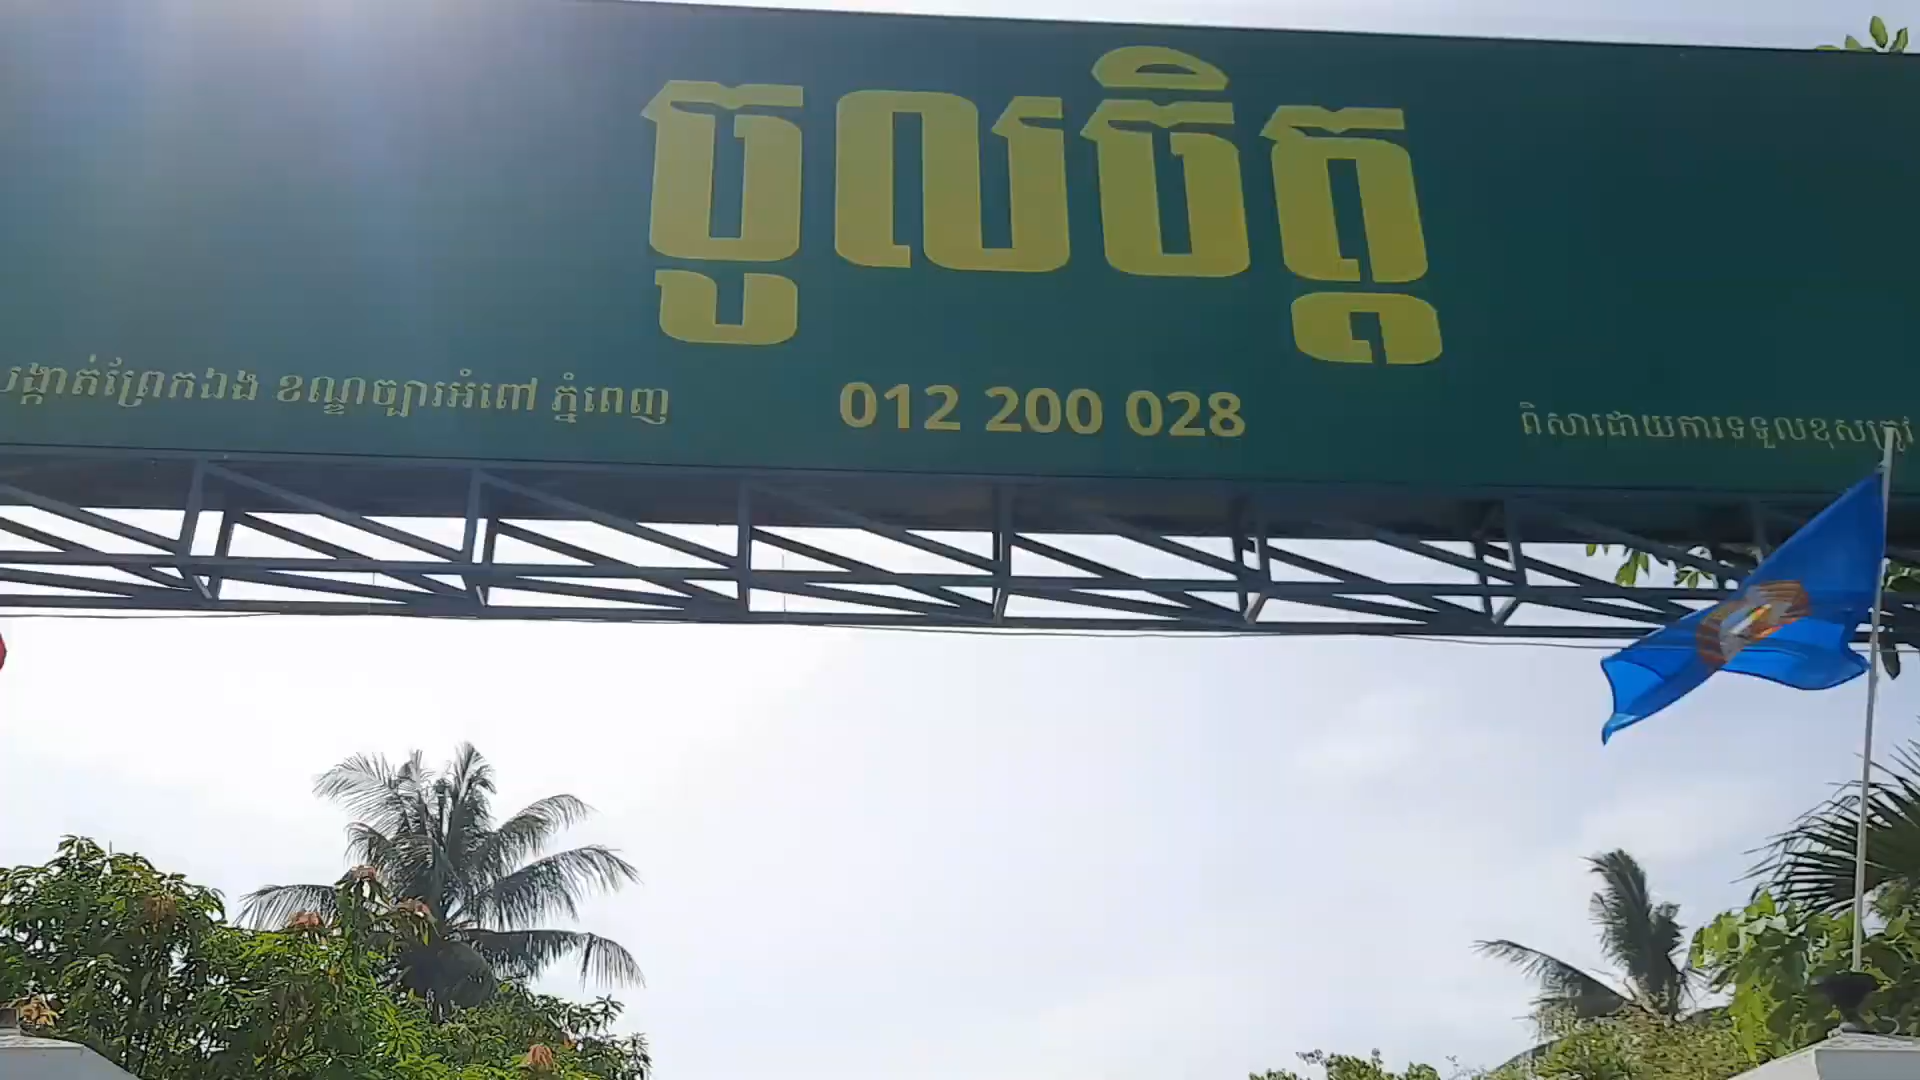 ចូលចិត្ត
សង្កាត់ព្រែកឯង ខណ្ឌច្បារអំពៅ ភ្នំពេញ
012 200 028
ពិសាដោយការទទួលខុសត្រូវ